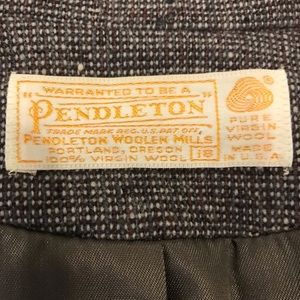 WARRANTED TO BE A
"PENDLETON"
TRADE MARK REG. U.S. PAT. OFF.
PENDLETON WOOLEN MILLS
PORTLAND, OREGON
100% VIRGIN WOOL 18
®
PURE
VIRGIN
WOOL
MADE
IN U.S.A